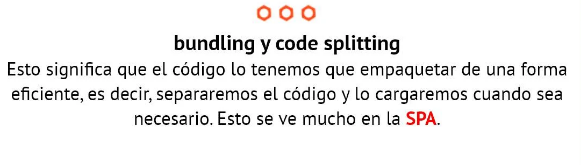 bundling y code splitting
Esto significa que el código lo tenemos que empaquetar de una forma
eficiente, es decir, separaremos el código y lo cargaremos cuando sea
necesario. Esto se ve mucho en la SPA.